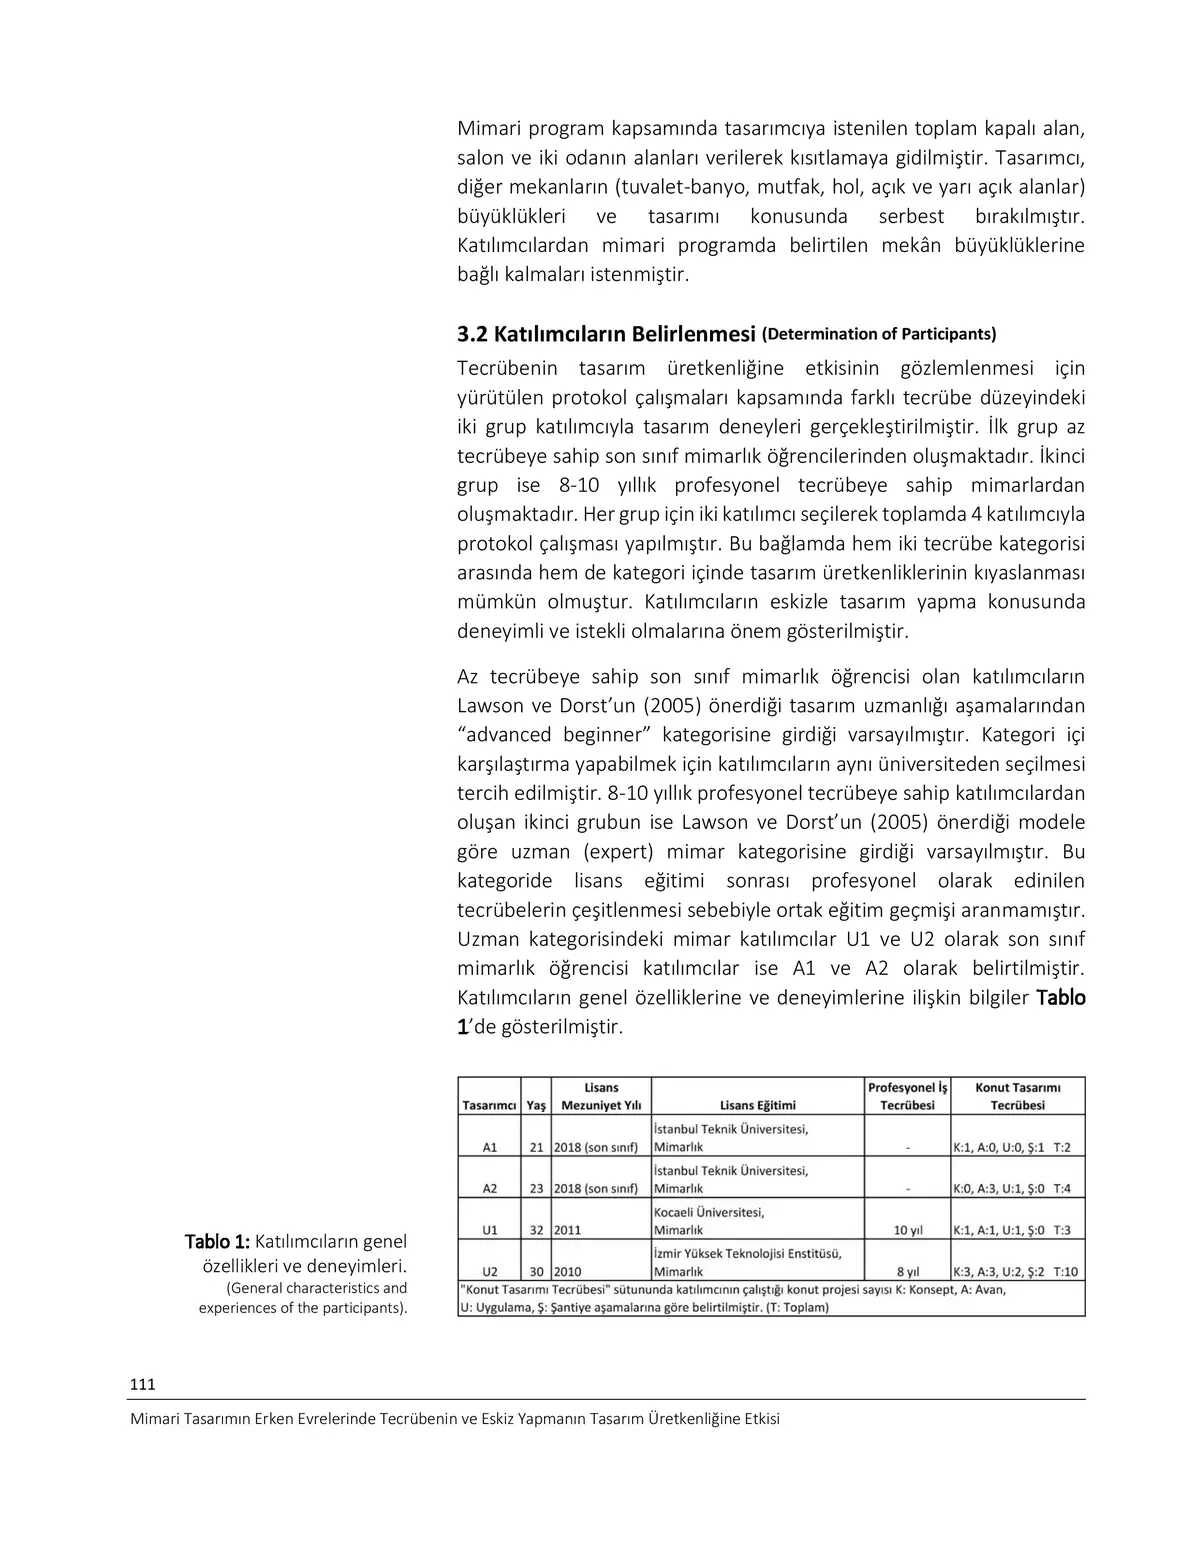 Mimari program kapsamında tasarımcıya istenilen toplam kapalı alan,
salon ve iki odanın alanları verilerek kısıtlamaya gidilmiştir. Tasarımcı,
diğer mekanların (tuvalet-banyo, mutfak, hol, açık ve yarı açık alanlar)
büyüklükleri ve tasarımı konusunda serbest bırakılmıştır.
Katılımcılardan mimari programda belirtilen mekân büyüklüklerine
bağlı kalmaları istenmiştir.
3.2 Katılımcıların Belirlenmesi (Determination of Participants)
Tecrübenin tasarım üretkenliğine etkisinin gözlemlenmesi için
yürütülen protokol çalışmaları kapsamında farklı tecrübe düzeyindeki
iki grup katılımcıyla tasarım deneyleri gerçekleştirilmiştir. İlk grup az
tecrübeye sahip son sınıf mimarlık öğrencilerinden oluşmaktadır. İkinci
grup ise 8-10 yıllık profesyonel tecrübeye sahip mimarlardan
oluşmaktadır. Her grup için iki katılımcı seçilerek toplamda 4 katılımcıyla
protokol çalışması yapılmıştır. Bu bağlamda hem iki tecrübe kategorisi
arasında hem de kategori içinde tasarım üretkenliklerinin kıyaslanması
mümkün olmuştur. Katılımcıların eskizle tasarım yapma konusunda
deneyimli ve istekli olmalarına önem gösterilmiştir.
Az tecrübeye sahip son sınıf mimarlık öğrencisi olan katılımcıların
Lawson ve Dorst’un (2005) önerdiği tasarım uzmanlığı aşamalarından
“advanced beginner” kategorisine girdiği varsayılmıştır. Kategori içi
karşılaştırma yapabilmek için katılımcıların aynı üniversiteden seçilmesi
tercih edilmiştir. 8-10 yıllık profesyonel tecrübeye sahip katılımcılardan
oluşan ikinci grubun ise Lawson ve Dorst’un (2005) önerdiği modele
göre uzman (expert) mimar kategorisine girdiği varsayılmıştır. Bu
kategoride lisans eğitimi sonrası profesyonel olarak edinilen
tecrübelerin çeşitlenmesi sebebiyle ortak eğitim geçmişi aranmamıştır.
Uzman kategorisindeki mimar katılımcılar U1 ve U2 olarak son sınıf
mimarlık öğrencisi katılımcılar ise A1 ve A2 olarak belirtilmiştir.
Katılımcıların genel özelliklerine ve deneyimlerine ilişkin bilgiler Tablo
1’de gösterilmiştir.
Tasarımcı Yaş Lisans Mezuniyet Yılı Lisans Eğitimi Profesyonel İş Tecrübesi Konut Tasarımı Tecrübesi
A1 21 2018 (son sınıf) İstanbul Teknik Üniversitesi, Mimarlık - K:1, A:0, U:0, Ş:1 T:2
A2 23 2018 (son sınıf) İstanbul Teknik Üniversitesi, Mimarlık - K:0, A:3, U:1, Ş:0 T:4
U1 32 2011 Kocaeli Üniversitesi, Mimarlık 10 yıl K:1, A:1, U:1, Ş:0 T:3
U2 30 2010 İzmir Yüksek Teknolojisi Enstitüsü, Mimarlık 8 yıl K:3, A:3, U:2, Ş:2 T:10
"Konut Tasarımı Tecrübesi" sütununda katılımcının çalıştığı konut projesi sayısı K: Konsept, A: Avan,
U: Uygulama, Ş: Şantiye aşamalarına göre belirtilmiştir. (T: Toplam)
Tablo 1: Katılımcıların genel
özellikleri ve deneyimleri.
(General characteristics and
experiences of the participants).
111
Mimari Tasarımın Erken Evrelerinde Tecrübenin ve Eskiz Yapmanın Tasarım Üretkenliğine Etkisi